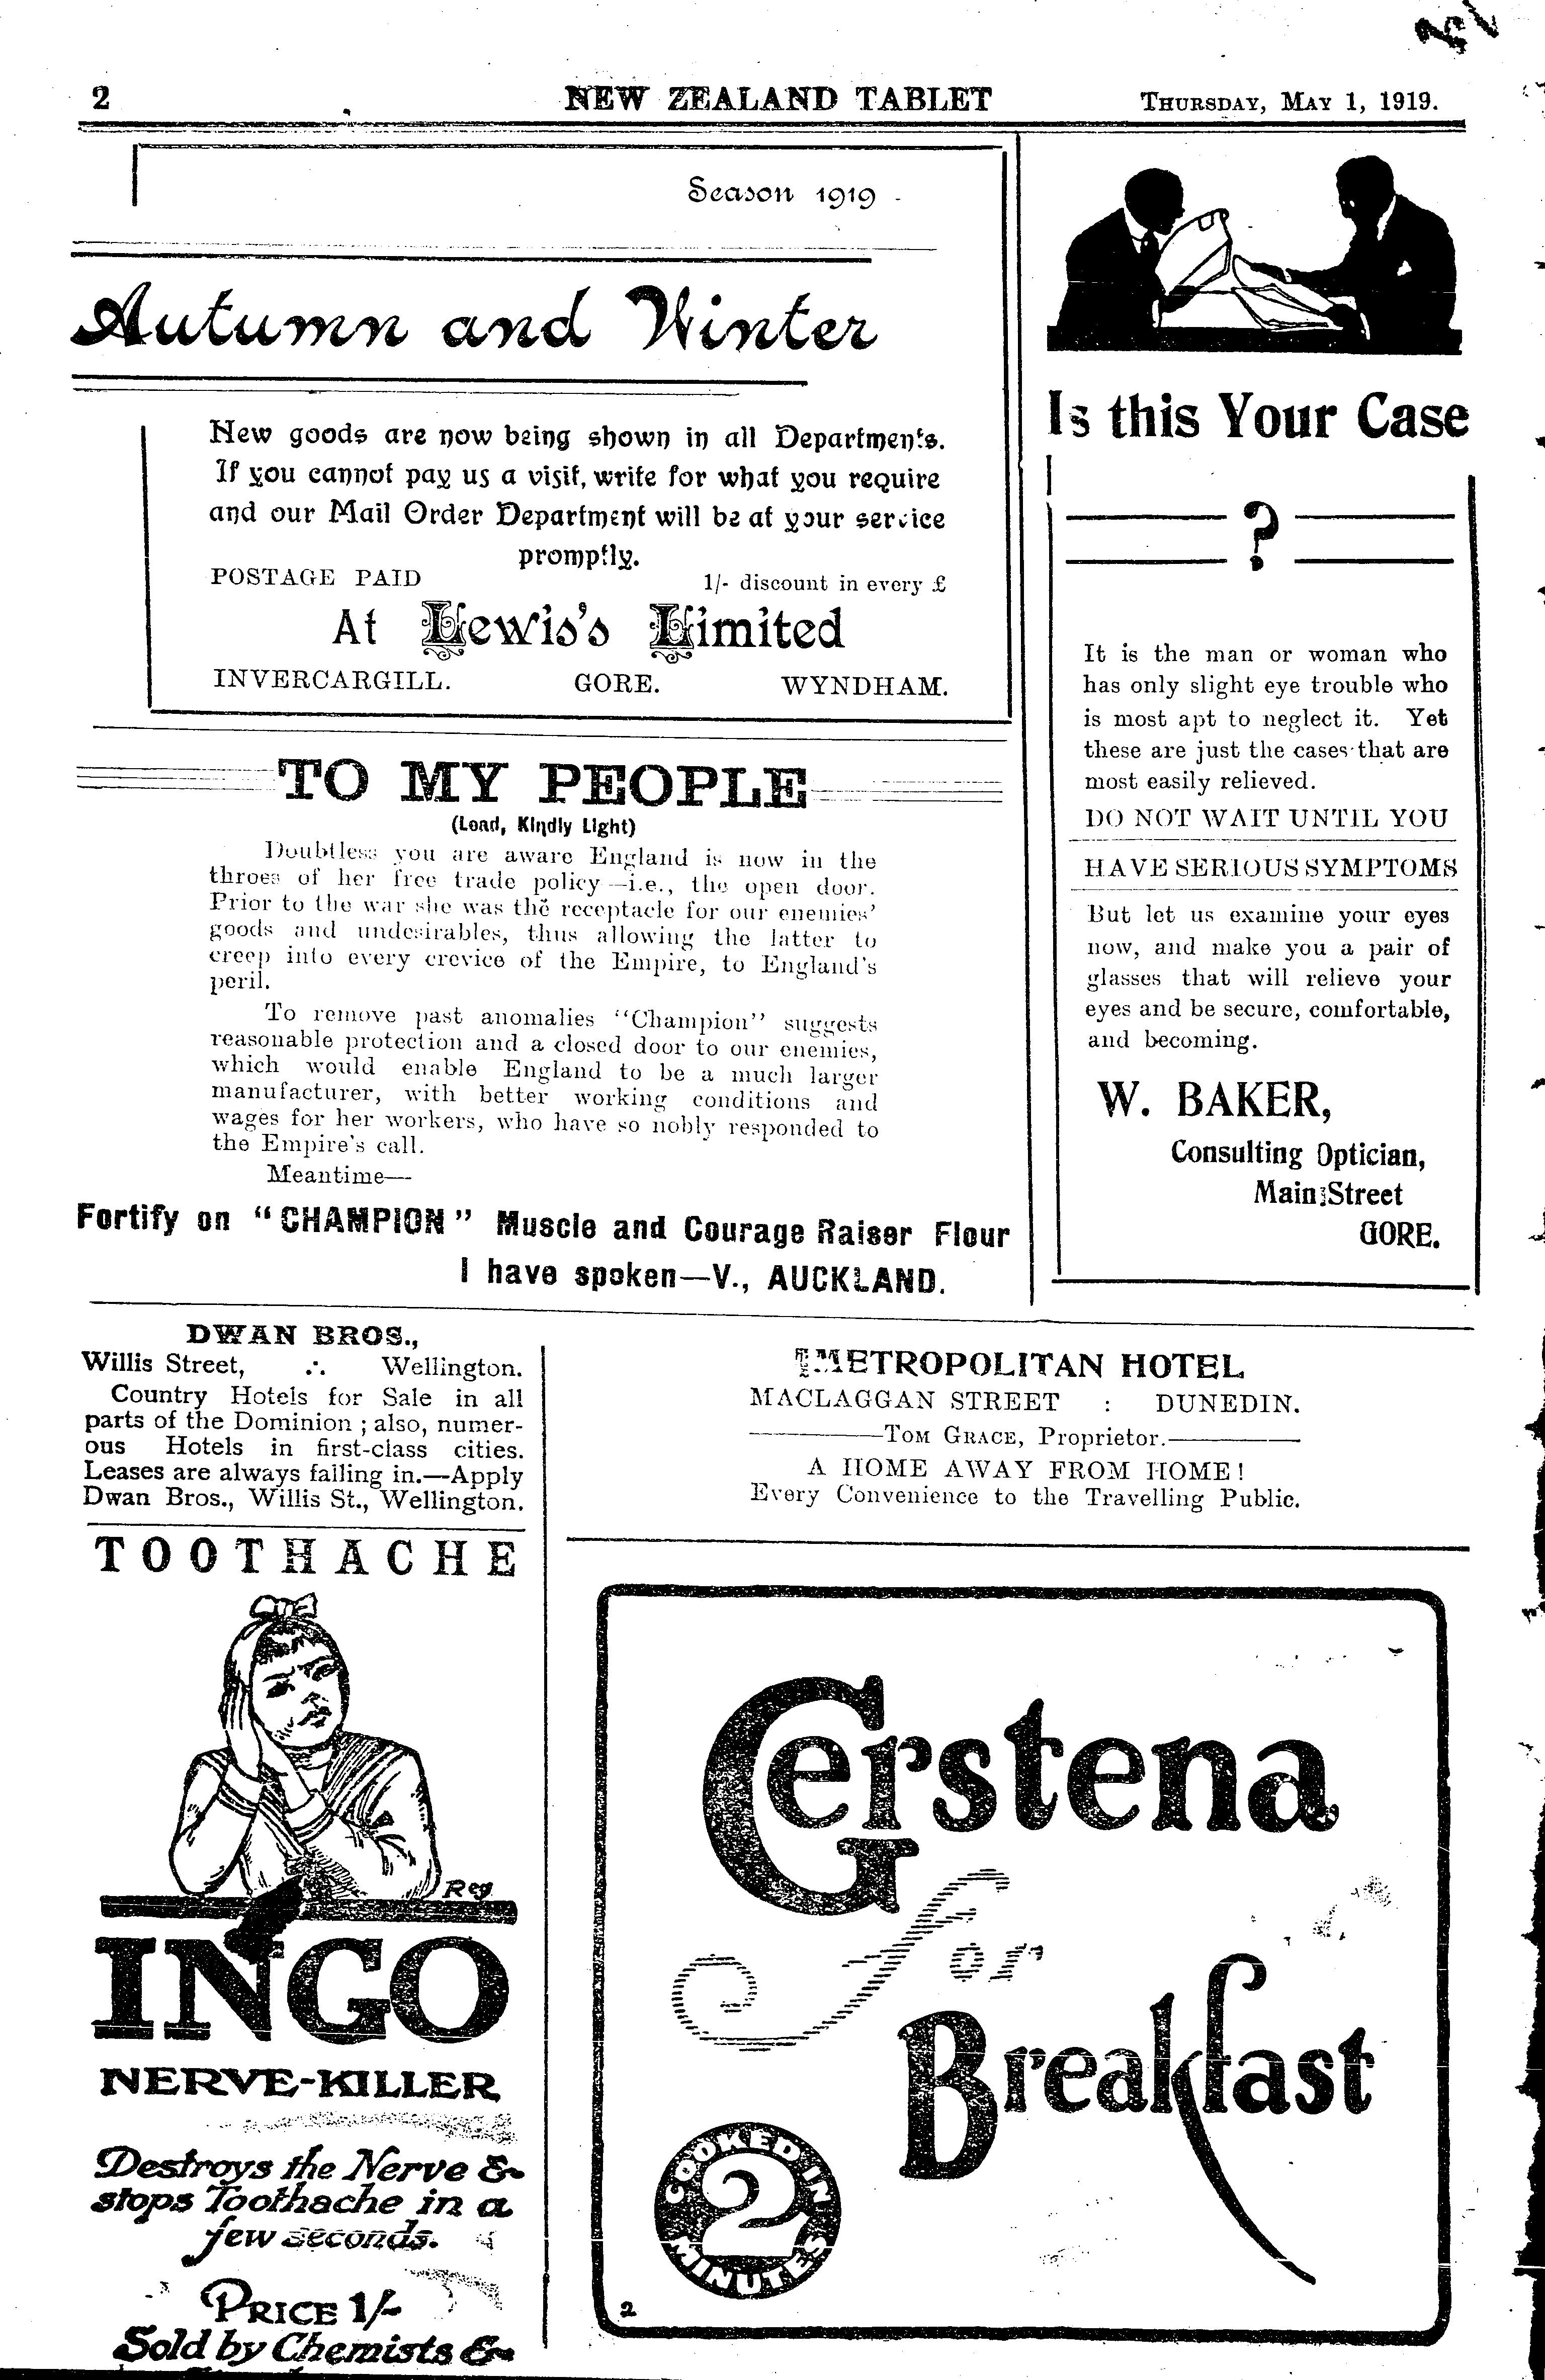 2
NEW ZEALAND TABLET
THURSDAY, MAY 1, 1919.
Season 1919
Autumn and Winter
New goods are now being shown in all Departments.
If you cannot pay us a visit, write for what you require
and our Mail Order Department will be at your service
promptly.
POSTAGE PAID 1/- discount in every £
At Lewis's Limited
INVERCARGILL. GORE. WYNDHAM.
TO MY PEOPLE
(Lead, Kindly Light)
Doubtless you are aware England is now in the
throes of her free trade policy—i.e., the open door.
Prior to the war she was the receptacle for our enemies'
goods and undesirables, thus allowing the latter to
creep into every crevice of the Empire, to England's
peril.
To remove past anomalies "Champion" suggests
reasonable protection and a closed door to our enemies,
which would enable England to be a much larger
manufacturer, with better working conditions and
wages for her workers, who have so nobly responded to
the Empire's call.
Meantime—
Fortify on "CHAMPION" Muscle and Courage Raiser Flour
I have spoken—V., AUCKLAND.
Is this Your Case
?
It is the man or woman who
has only slight eye trouble who
is most apt to neglect it. Yet
these are just the cases that are
most easily relieved.
DO NOT WAIT UNTIL YOU
HAVE SERIOUS SYMPTOMS
But let us examine your eyes
now, and make you a pair of
glasses that will relieve your
eyes and be secure, comfortable,
and becoming.
W. BAKER,
Consulting Optician,
Main Street
GORE.
DWAN BROS.,
Willis Street, ∴ Wellington.
Country Hotels for Sale in all
parts of the Dominion ; also, numer-
ous Hotels in first-class cities.
Leases are always falling in.—Apply
Dwan Bros., Willis St., Wellington.
TOOTHACHE
Reg
INGO
NERVE-KILLER
Destroys the Nerve &
stops Toothache in a
few seconds.
PRICE 1/-
Sold by Chemists &
METROPOLITAN HOTEL
MACLAGGAN STREET : DUNEDIN.
TOM GRACE, Proprietor.
A HOME AWAY FROM HOME!
Every Convenience to the Travelling Public.
Gerstena
for
Breakfast
COOKED IN
2
MINUTES
2